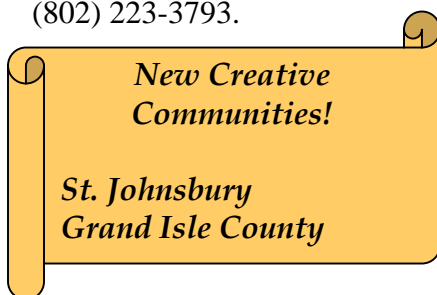 (802) 223-3793.
New Creative
Communities!
St. Johnsbury
Grand Isle County